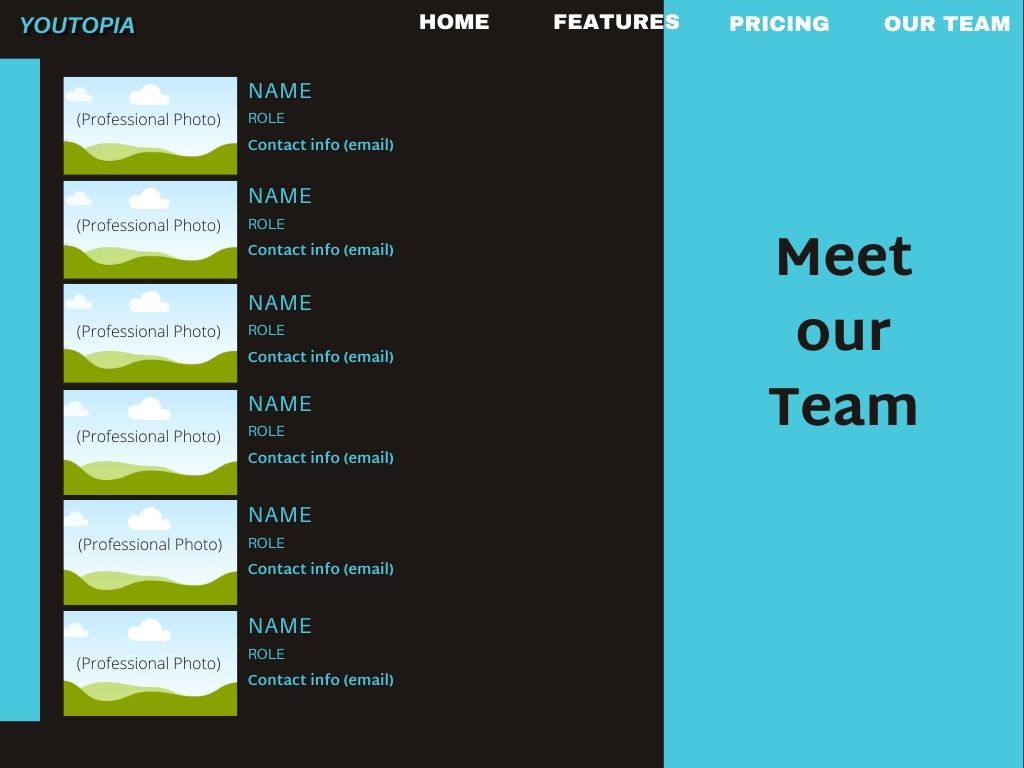 YOUTOPIA
HOME
FEATURES
PRICING
OUR TEAM
(Professional Photo)
NAME
ROLE
Contact info (email)
(Professional Photo)
NAME
ROLE
Contact info (email)
(Professional Photo)
NAME
ROLE
Contact info (email)
(Professional Photo)
NAME
ROLE
Contact info (email)
(Professional Photo)
NAME
ROLE
Contact info (email)
(Professional Photo)
NAME
ROLE
Contact info (email)
Meet
our
Team